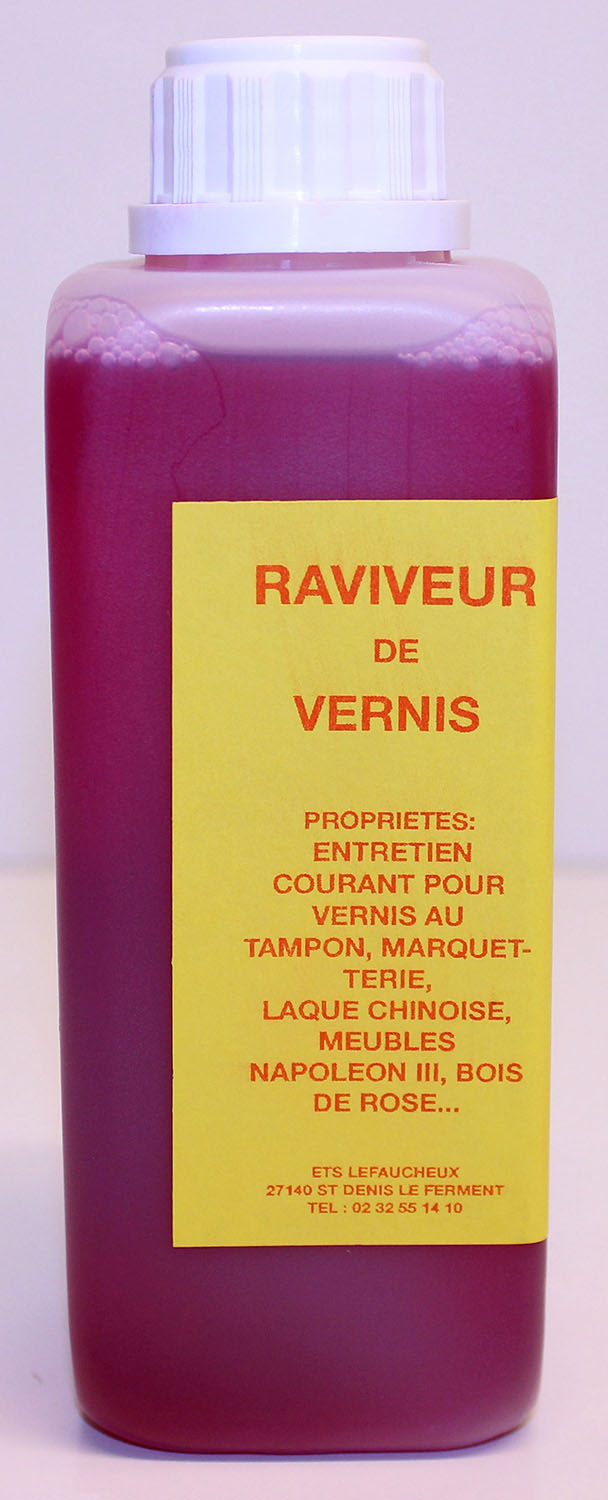 RAVIVEUR
DE
VERNIS
PROPRIETES:
ENTRETIEN
COURANT POUR
VERNIS AU
TAMPON, MARQUET-
TERIE,
LAQUE CHINOISE,
MEUBLES
NAPOLEON III, BOIS
DE ROSE...
ETS LEFAUCHEUX
27140 ST DENIS LE FERMENT
TEL : 02 32 55 14 10